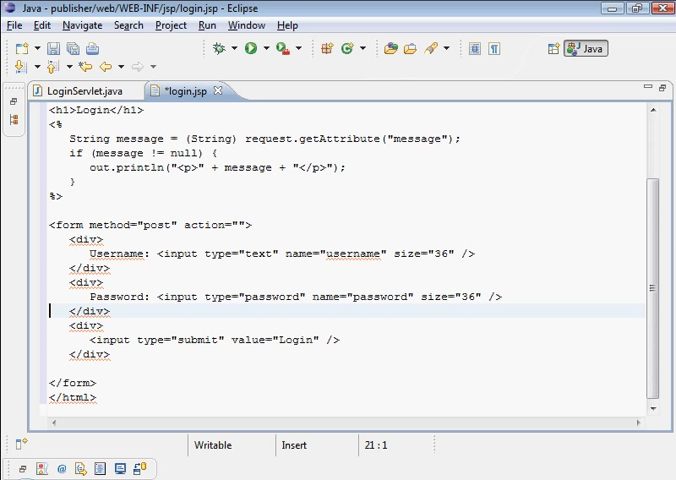 Java - publisher/web/WEB-INF/jsp/login.jsp - Eclipse
File Edit Navigate Search Project Run Window Help
Java
LoginServlet.java *login.jsp
<h1>Login</h1>
<%
String message = (String) request.getAttribute("message");
if (message != null) {
out.println("<p>" + message + "</p>");
}
%>
<form method="post" action="">
<div>
Username: <input type="text" name="username" size="36" />
</div>
<div>
Password: <input type="password" name="password" size="36" />
</div>
<div>
<input type="submit" value="Login" />
</div>
</form>
</html>
Writable Insert 21 : 1